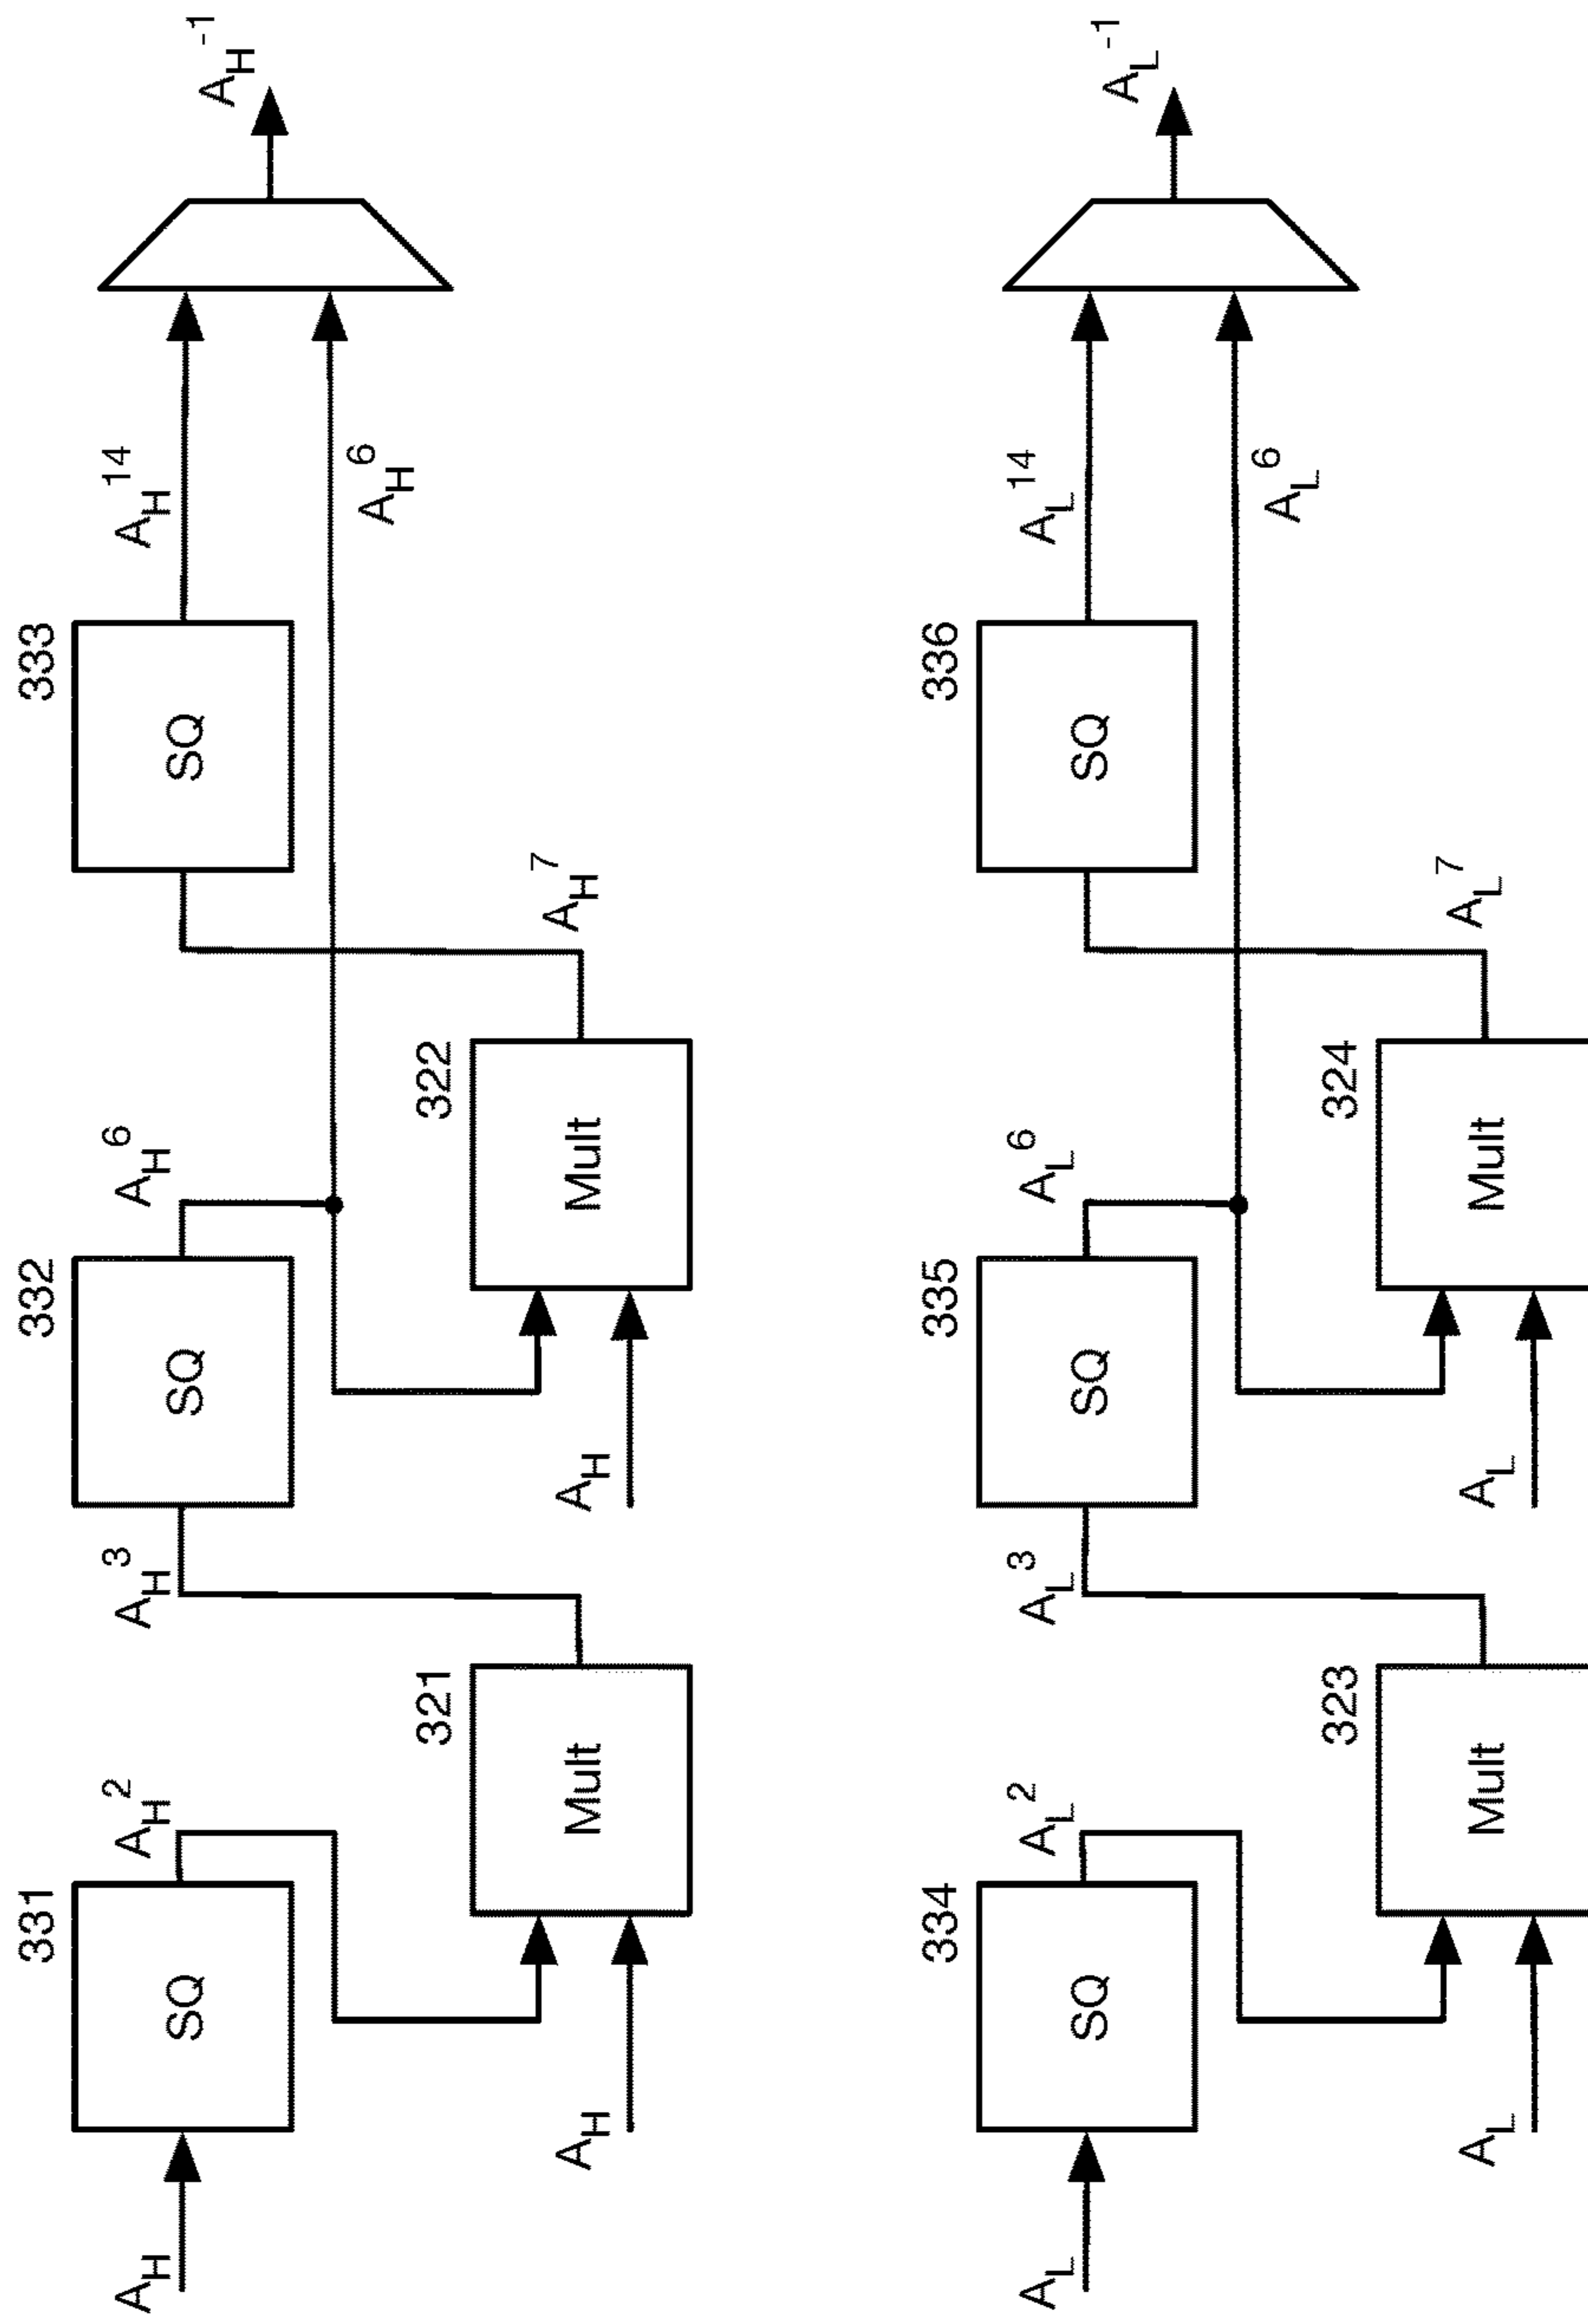 331
332
333
A_H
SQ
A_H^2
A_H^3
SQ
A_H^6
SQ
A_H^14
A_H^-1
321
322
A_H^6
A_H
Mult
A_H
Mult
A_H^7
334
335
336
A_L
SQ
A_L^2
A_L^3
SQ
A_L^6
SQ
A_L^14
A_L^-1
323
324
A_L^6
A_L
Mult
A_L
Mult
A_L^7